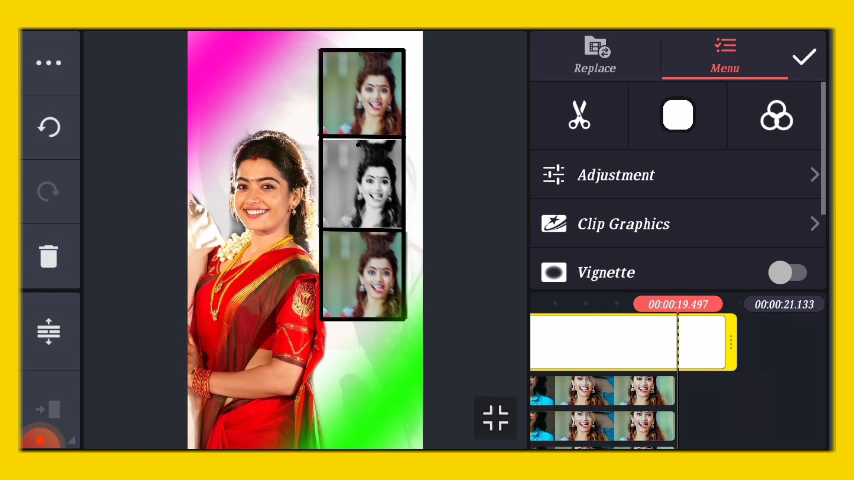 Replace
Menu
Adjustment
Clip Graphics
Vignette
00:00:19.497
00:00:21.133